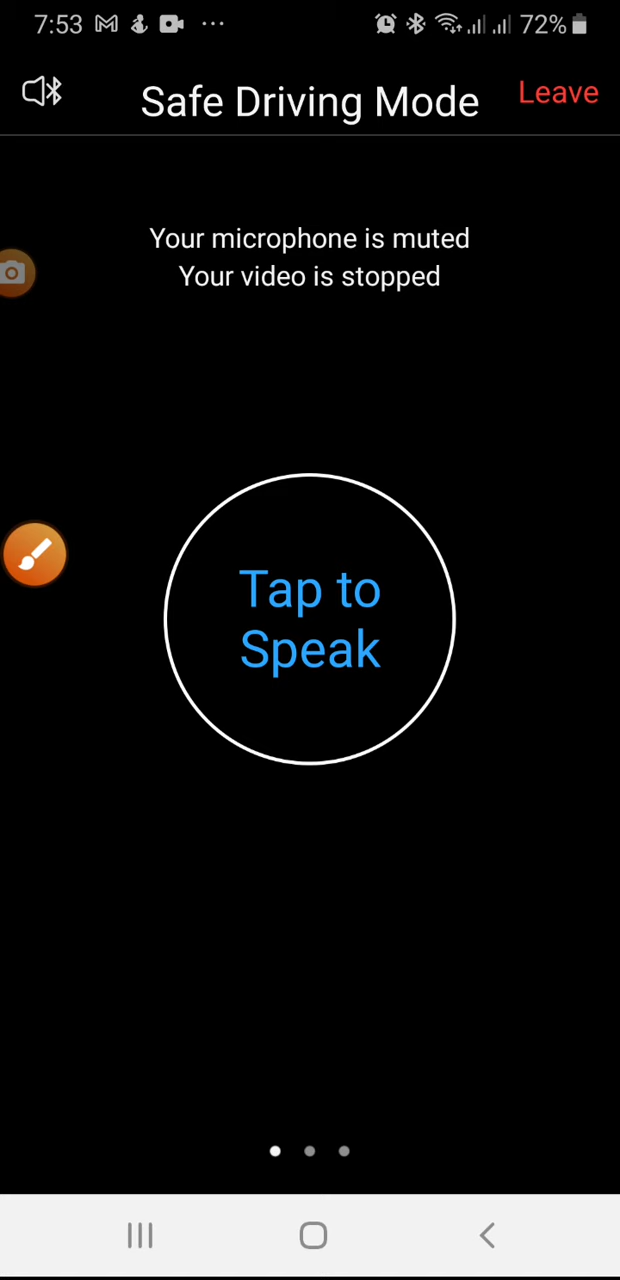 7:53 72%
Safe Driving Mode Leave
Your microphone is muted
Your video is stopped
Tap to
Speak